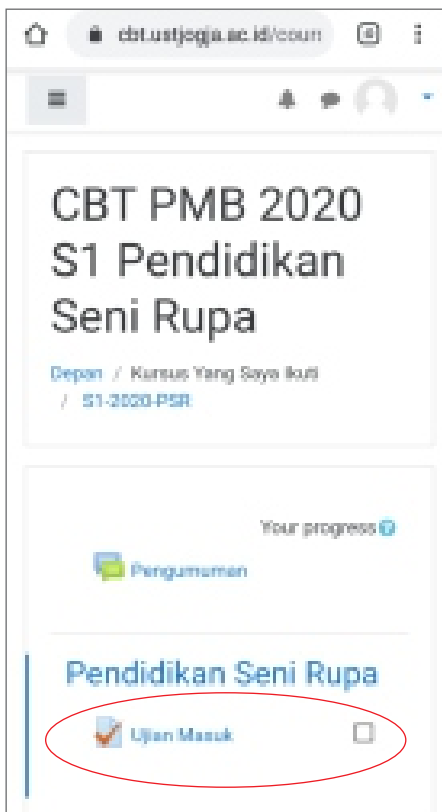 cbt.ustjogja.ac.id/cours
CBT PMB 2020
S1 Pendidikan
Seni Rupa
Depan / Kursus Yang Saya Ikuti
/ S1-2020-PSR
Your progress
Pengumuman
Pendidikan Seni Rupa
Ujian Masuk